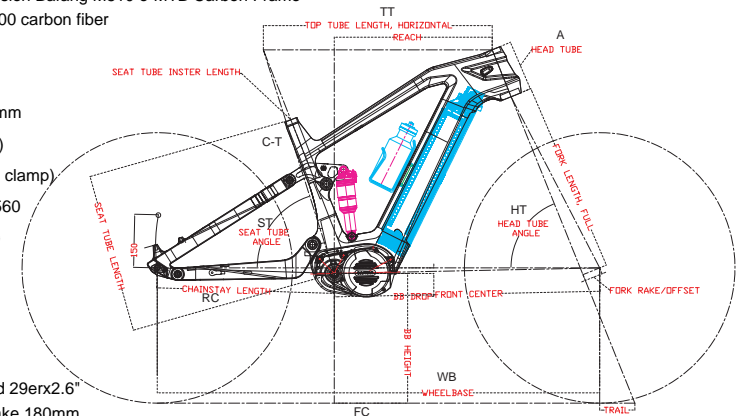 TT
00 carbon fiber
TOP TUBE LENGTH, HORIZONTAL
REACH
A
HEAD TUBE
SEAT TUBE INSTER LENGTH
mm
)
C-T
clamp)
560
FORK LENGTH, FULL
SEAT TUBE LENGTH
ST
SEAT TUBE
ANGLE
HT
HEAD TUBE
ANGLE
150
RC
CHAINSTAY LENGTH
BB DROP
FRONT CENTER
FORK RAKE/OFFSET
BB HEIGHT
WB
WHEELBASE
d 29erx2.6"
ake 180mm
FC
TRAIL